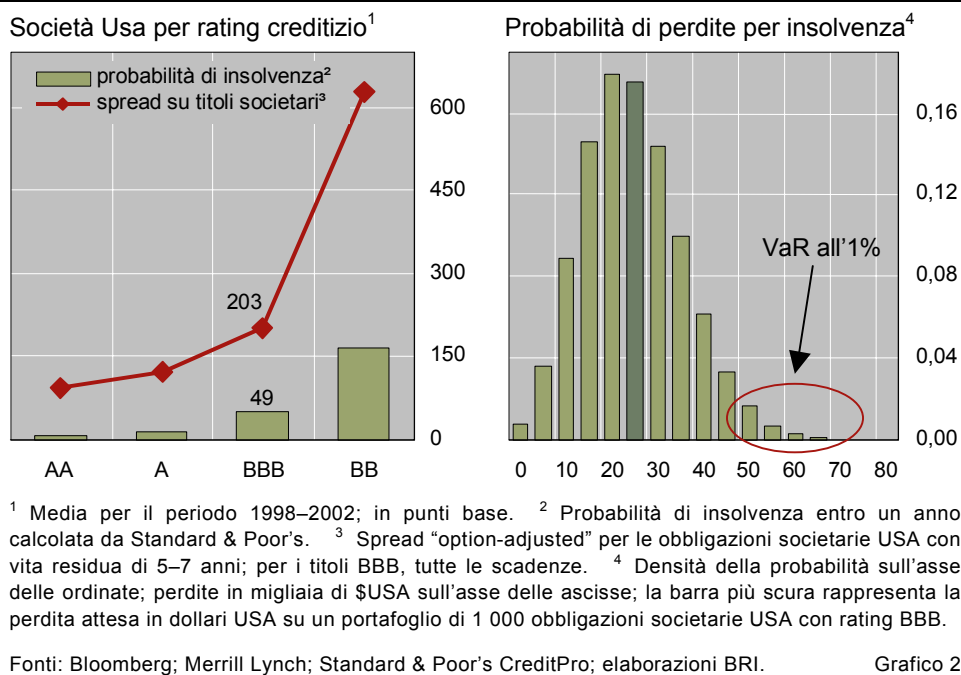 Società Usa per rating creditizio¹
probabilità di insolvenza²
spread su titoli societari³
600
450
300
150
0
203
49
AA A BBB BB
Probabilità di perdite per insolvenza⁴
0,16
0,12
0,08
0,04
0,00
VaR all'1%
0 10 20 30 40 50 60 70 80
¹ Media per il periodo 1998–2002; in punti base. ² Probabilità di insolvenza entro un anno
calcolata da Standard & Poor's. ³ Spread “option-adjusted” per le obbligazioni societarie USA con
vita residua di 5–7 anni; per i titoli BBB, tutte le scadenze. ⁴ Densità della probabilità sull'asse
delle ordinate; perdite in migliaia di $USA sull'asse delle ascisse; la barra più scura rappresenta la
perdita attesa in dollari USA su un portafoglio di 1 000 obbligazioni societarie USA con rating BBB.
Fonti: Bloomberg; Merrill Lynch; Standard & Poor's CreditPro; elaborazioni BRI. Grafico 2